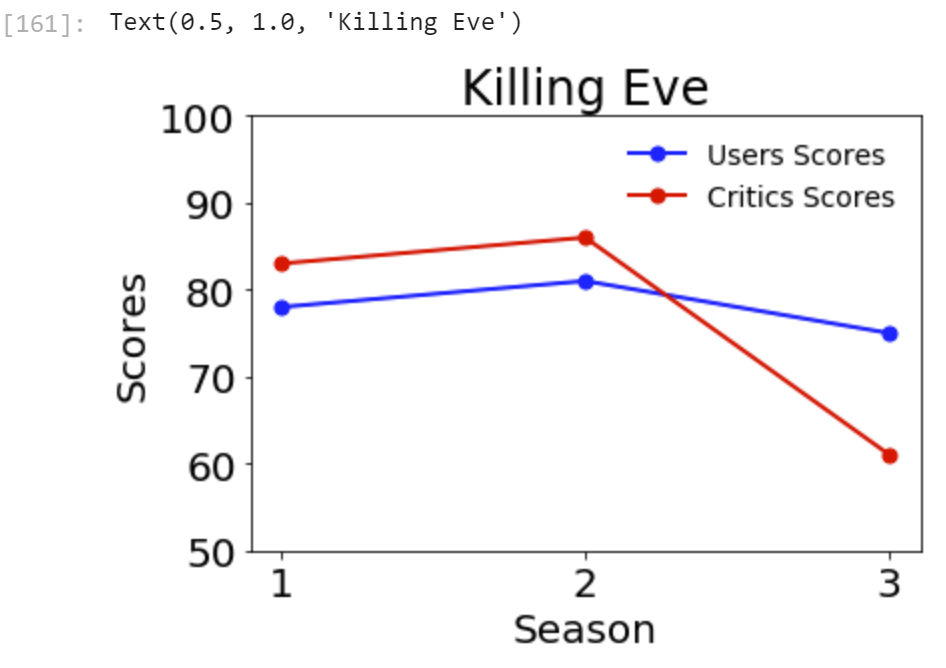 [161]: Text(0.5, 1.0, 'Killing Eve')
Killing Eve
100
90
80
70
60
50
Scores
Users Scores
Critics Scores
1 2 3
Season